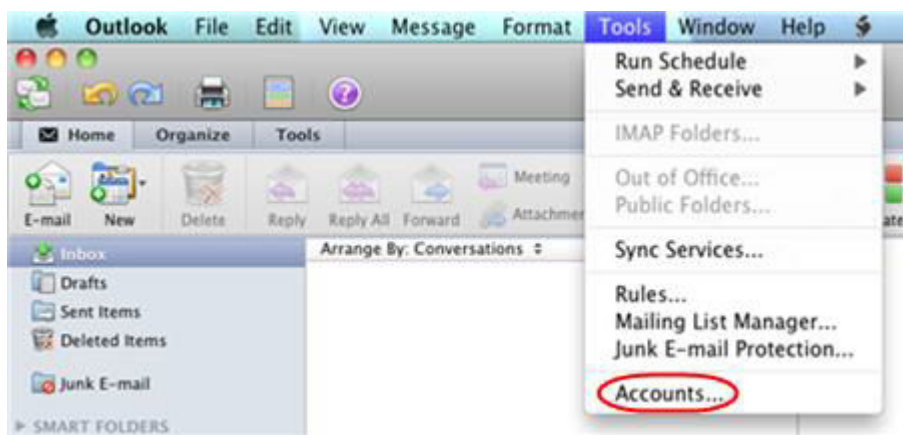 Outlook File Edit View Message Format Tools Window Help
Run Schedule
Send & Receive
Home Organize Tools
IMAP Folders...
E-mail New Delete Reply Reply All Forward Meeting
Attachmer
Out of Office...
Public Folders...
ate
Inbox
Arrange By: Conversations
Sync Services...
Drafts
Sent Items
Deleted Items
Junk E-mail
Rules...
Mailing List Manager...
Junk E-mail Protection...
Accounts...
SMART FOLDERS